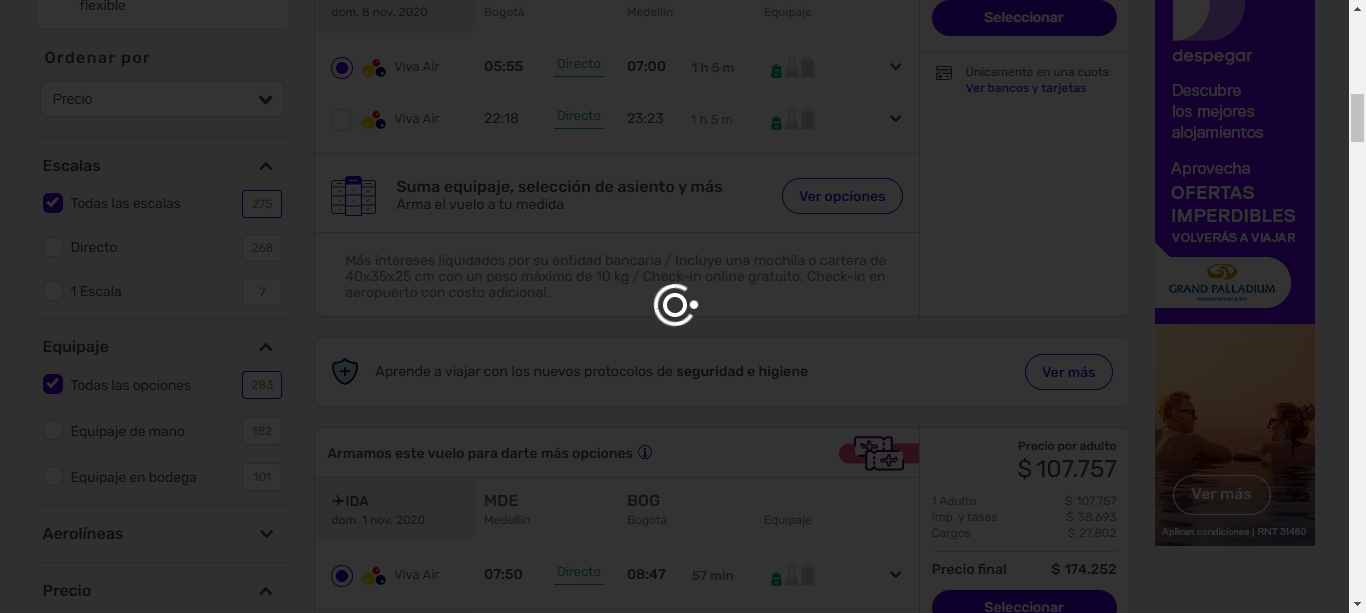 flexible
Ordenar por
Precio
Escalas
Todas las escalas 275
Directo 268
1 Escala 7
Equipaje
Todas las opciones 283
Equipaje de mano 182
Equipaje en bodega 101
Aerolíneas
Precio
dom. 8 nov. 2020 Bogotá Medellín Equipaje
Viva Air 05:55 Directo 07:00 1 h 5 m
Viva Air 22:18 Directo 23:23 1 h 5 m
Suma equipaje, selección de asiento y más
Arma el vuelo a tu medida
Ver opciones
Más intereses liquidados por su entidad bancaria / Incluye una mochila o cartera de
40x35x25 cm con un peso máximo de 10 kg / Check-in online gratuito. Check-in en
aeropuerto con costo adicional.
Seleccionar
Únicamente en una cuota
Ver bancos y tarjetas
Aprende a viajar con los nuevos protocolos de seguridad e higiene
Ver más
Armamos este vuelo para darte más opciones
IDA MDE BOG
dom. 1 nov. 2020 Medellín Bogotá Equipaje
Viva Air 07:50 Directo 08:47 57 min
Precio por adulto
$ 107.757
1 Adulto $ 107.757
Imp. y tasas $ 38.693
Cargos $ 27.802
Precio final $ 174.252
Seleccionar
despegar
Descubre
los mejores
alojamientos
Aprovecha
OFERTAS
IMPERDIBLES
VOLVERÁS A VIAJAR
GRAND PALLADIUM
Ver más
Aplican condiciones | RNT 31460